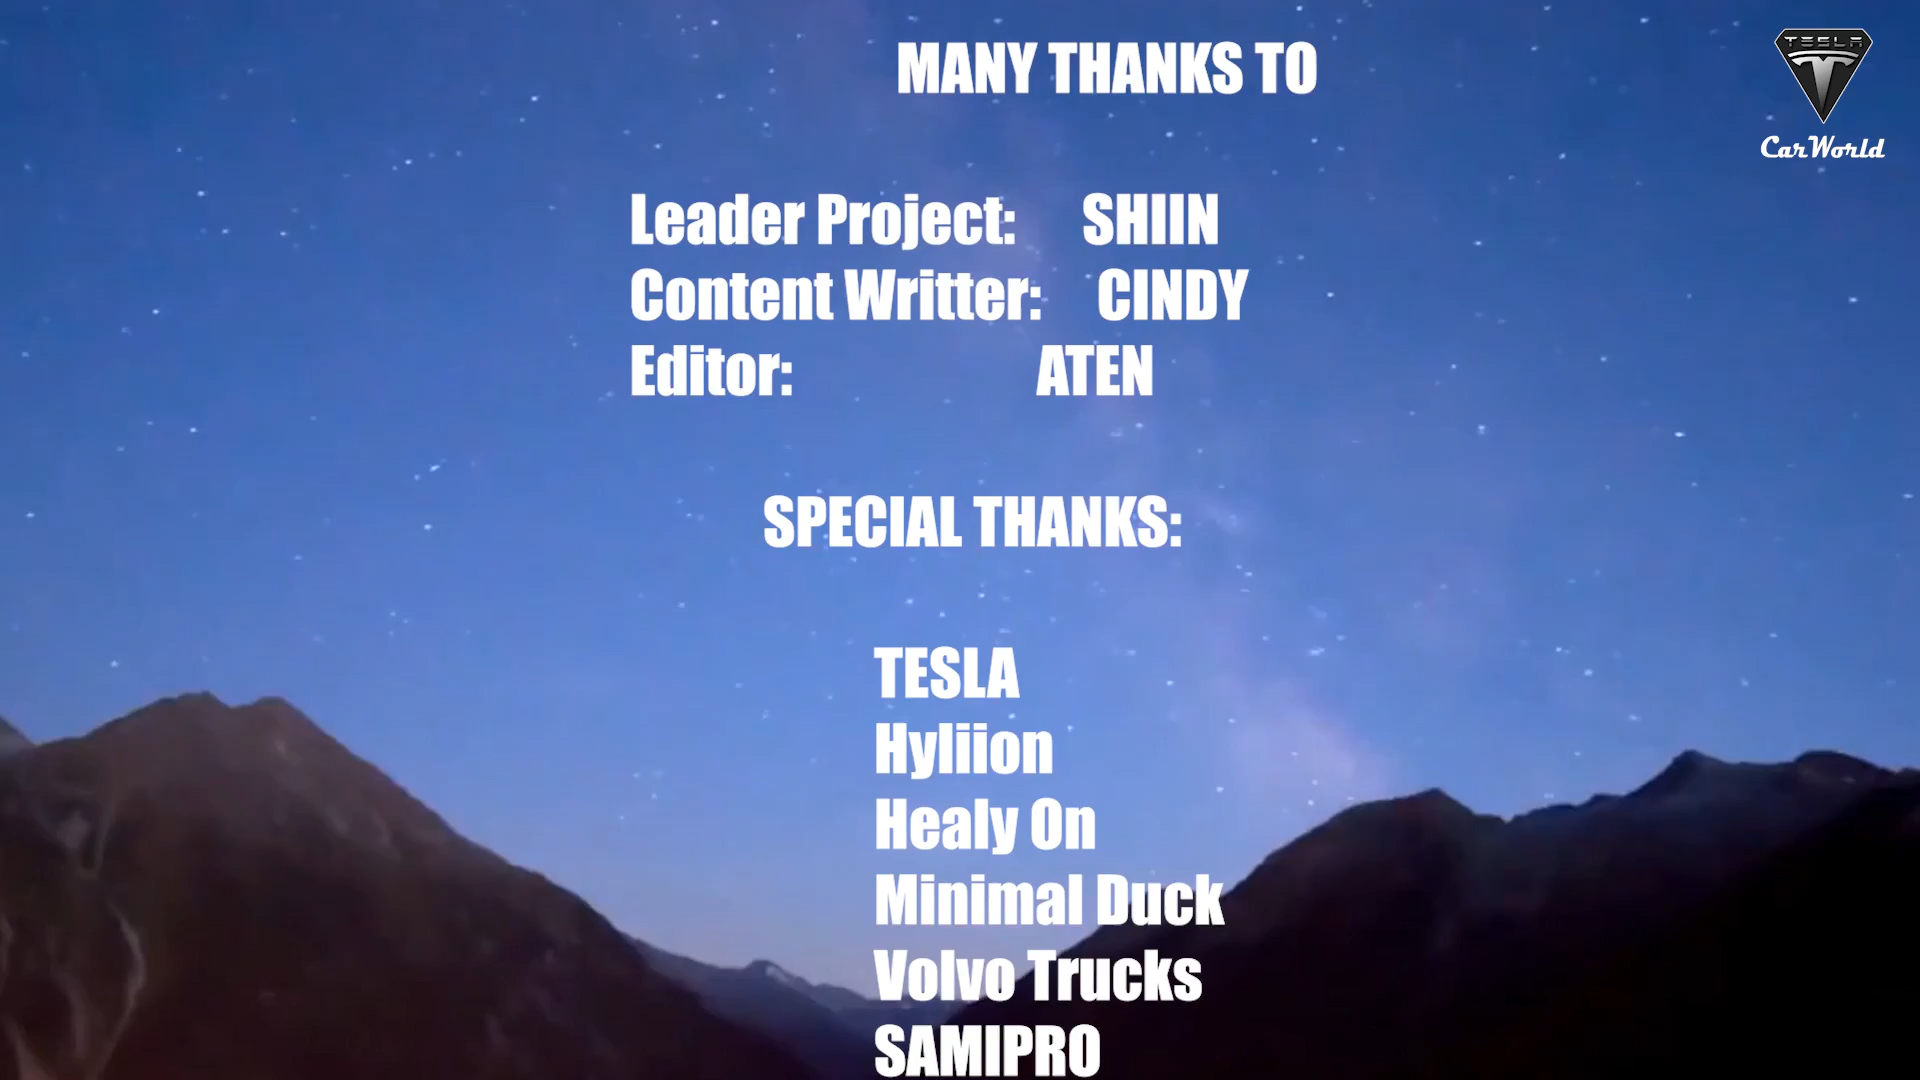 MANY THANKS TO
TESLA
CarWorld
Leader Project: SHIIN
Content Writter: CINDY
Editor: ATEN
SPECIAL THANKS:
TESLA
Hyliion
Healy On
Minimal Duck
Volvo Trucks
SAMIPRO